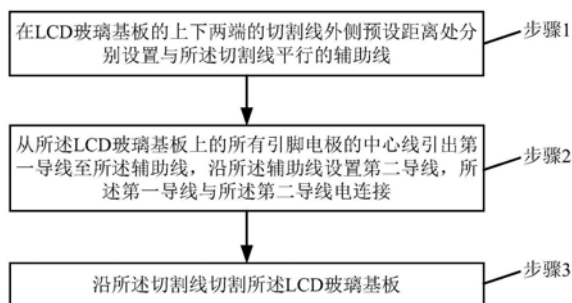 在LCD玻璃基板的上下两端的切割线外侧预设距离处分
别设置与所述切割线平行的辅助线
步骤1
从所述LCD玻璃基板上的所有引脚电极的中心线引出第
一导线至所述辅助线，沿所述辅助线设置第二导线，所
述第一导线与所述第二导线电连接
步骤2
沿所述切割线切割所述LCD玻璃基板
步骤3